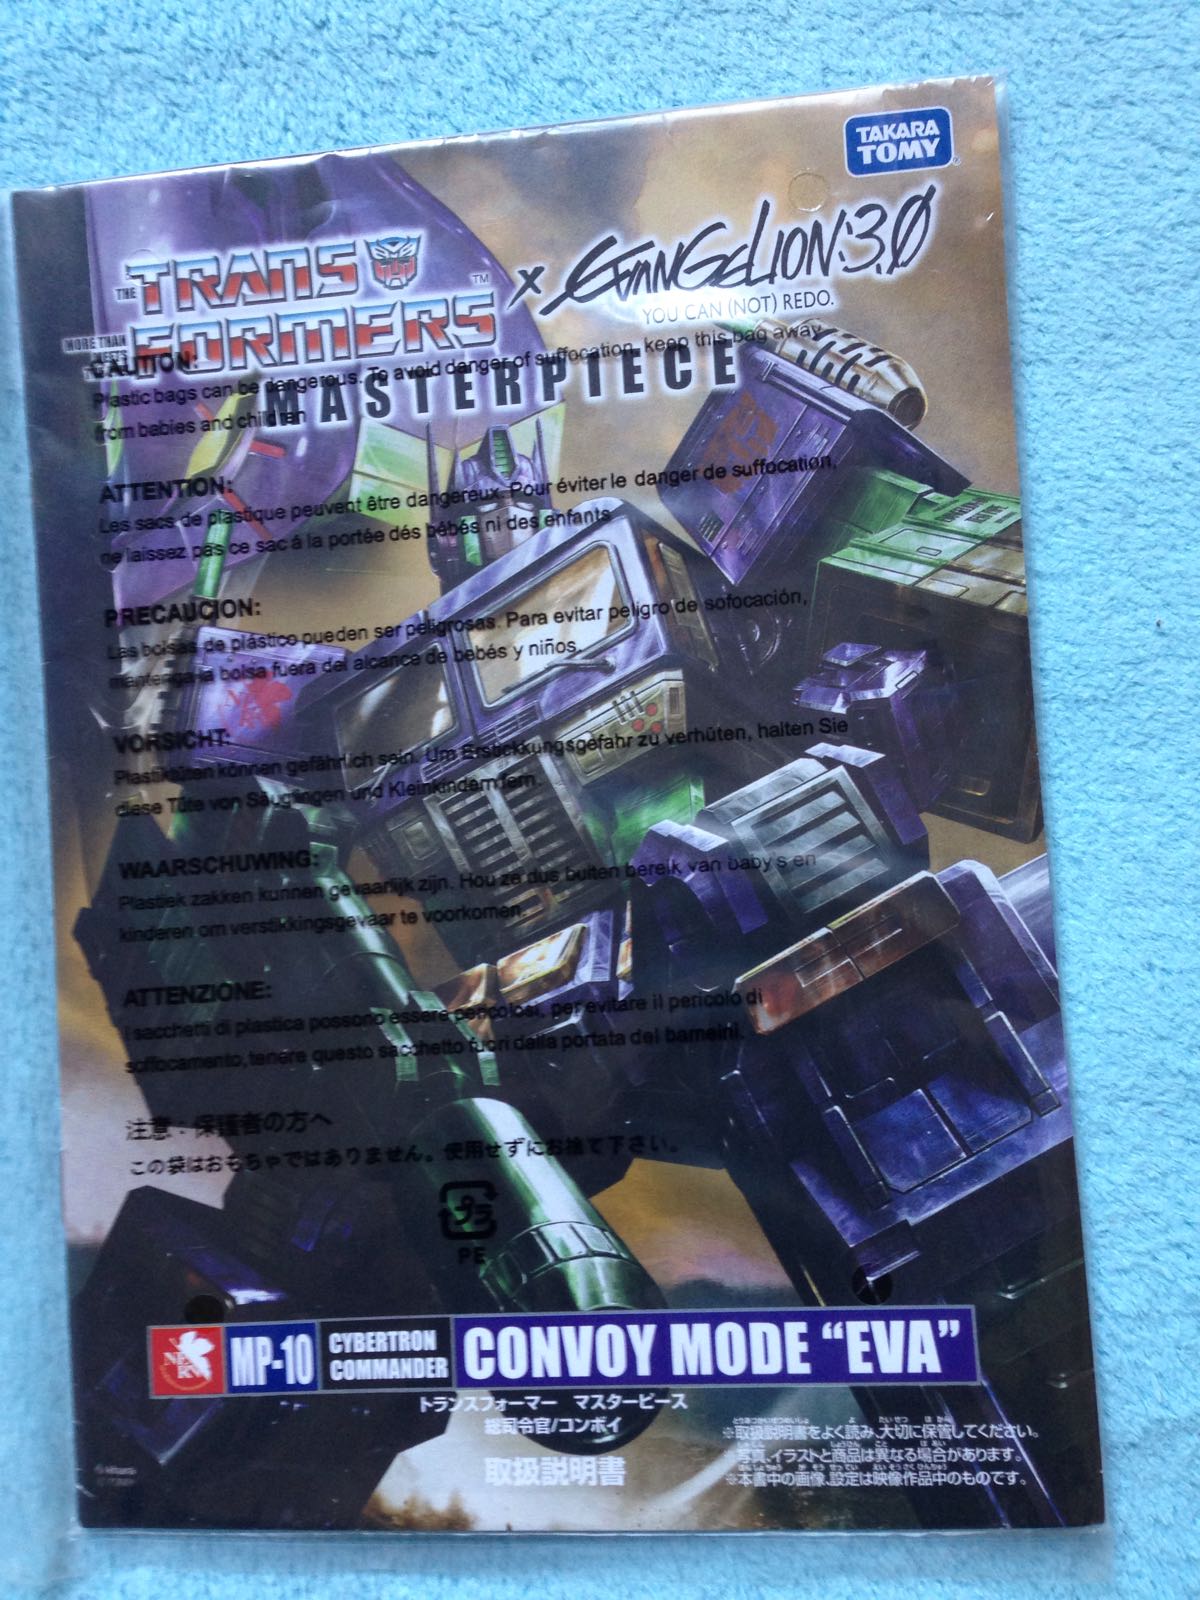 TAKARA
TOMY
THE TRANSFORMERS™ × EVANGELION:3.0
YOU CAN (NOT) REDO.
MORE THAN
MEETS
MASTERPIECE
CAUTION:
Plastic bags can be dangerous. To avoid danger of suffocation, keep this bag away
from babies and children
ATTENTION:
Les sacs de plastique peuvent être dangereux. Pour éviter le danger de suffocation,
ne laissez pas ce sac á la portée dés bébés ni des enfants
PRECAUCION:
Las bolsas de plástico pueden ser peligrosas. Para evitar peligro de sofocación,
mantenga la bolsa fuera del alcance de bebés y niños.
VORSICHT:
Plastiktüten können gefährlich sein. Um Erstickkungsgefahr zu verhüten, halten Sie
diese Tüte von Säuglingen und Kleinkindern fern.
WAARSCHUWING:
Plastiek zakken kunnen gevaarlijk zijn. Hou ze dus buiten bereik van baby's en
kinderen om verstikkingsgevaar te voorkomen.
ATTENZIONE:
I sacchetti di plastica possono essere pericolosi, per evitare il pericolo di
soffocamento, tenere questo sacchetto fuori dalla portata dei bameini.
注意：保護者の方へ
この袋はおもちゃではありません。使用せずにお捨て下さい。
プラ
PE
NERV
MP-10
CYBERTRON
COMMANDER
CONVOY MODE “EVA”
トランスフォーマー マスターピース
総司令官/コンボイ
取扱説明書
※取扱説明書をよく読み、大切に保管してください。
※写真、イラストと商品は異なる場合があります。
※本書中の画像、設定は映像作品中のものです。